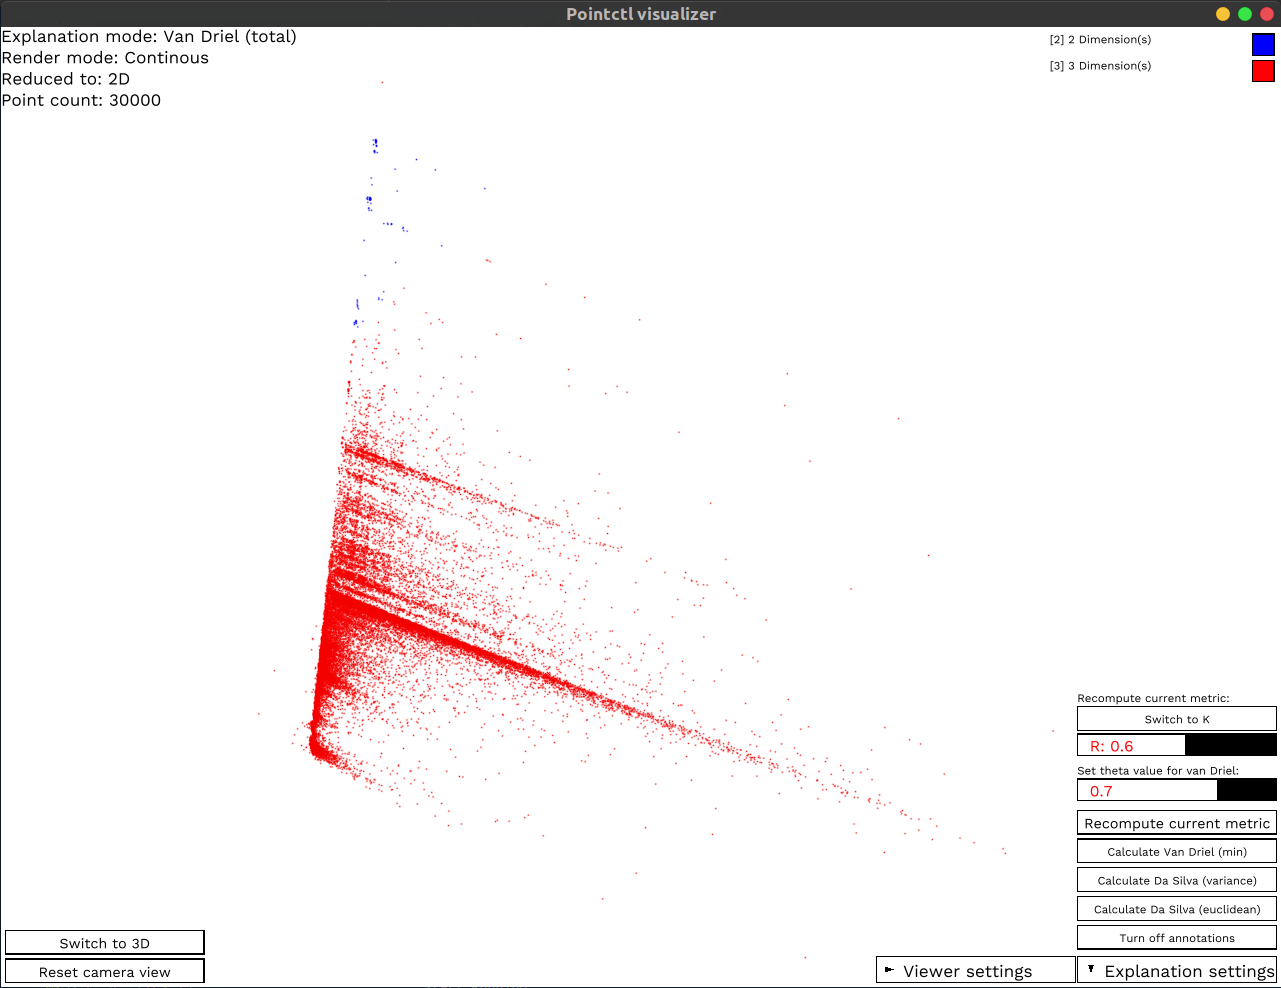 Pointctl visualizer
Explanation mode: Van Driel (total)
Render mode: Continous
Reduced to: 2D
Point count: 30000
[2] 2 Dimension(s)
[3] 3 Dimension(s)
Recompute current metric:
Switch to K
R: 0.6
Set theta value for van Driel:
0.7
Recompute current metric
Calculate Van Driel (min)
Calculate Da Silva (variance)
Calculate Da Silva (euclidean)
Turn off annotations
Switch to 3D
Reset camera view
Viewer settings
Explanation settings